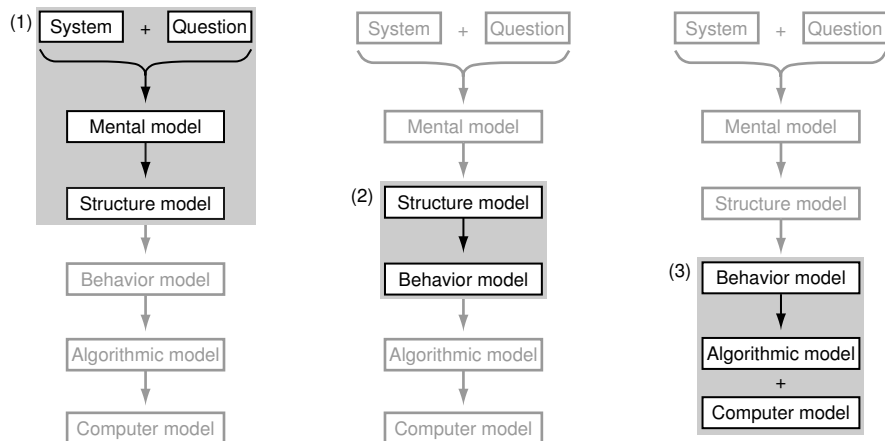 (1) System + Question
Mental model
Structure model
Behavior model
Algorithmic model
Computer model
System + Question
Mental model
(2) Structure model
Behavior model
Algorithmic model
Computer model
System + Question
Mental model
Structure model
(3) Behavior model
Algorithmic model
+
Computer model